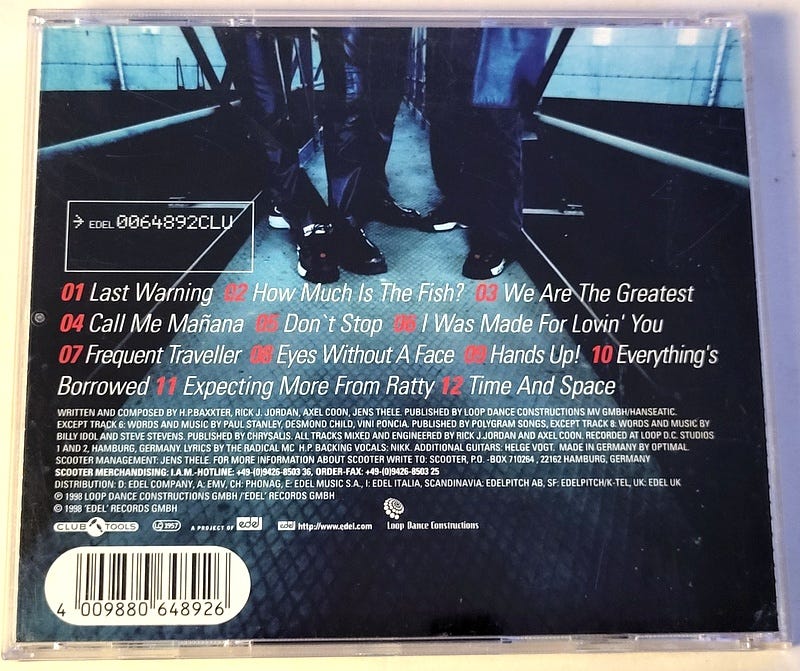 → EDEL 0064892CLU
01 Last Warning 02 How Much Is The Fish? 03 We Are The Greatest
04 Call Me Mañana 05 Don`t Stop 06 I Was Made For Lovin' You
07 Frequent Traveller 08 Eyes Without A Face 09 Hands Up! 10 Everything's
Borrowed 11 Expecting More From Ratty 12 Time And Space
WRITTEN AND COMPOSED BY H.P.BAXXTER, RICK J. JORDAN, AXEL COON, JENS THELE. PUBLISHED BY LOOP DANCE CONSTRUCTIONS MV GMBH/HANSEATIC.
EXCEPT TRACK 6: WORDS AND MUSIC BY PAUL STANLEY, DESMOND CHILD, VINI PONCIA. PUBLISHED BY POLYGRAM SONGS, EXCEPT TRACK 8: WORDS AND MUSIC BY
BILLY IDOL AND STEVE STEVENS. PUBLISHED BY CHRYSALIS. ALL TRACKS MIXED AND ENGINEERED BY RICK J.JORDAN AND AXEL COON. RECORDED AT LOOP D.C. STUDIOS
1 AND 2, HAMBURG, GERMANY. LYRICS BY THE RADICAL MC H.P. BACKING VOCALS: NIKK. ADDITIONAL GUITARS: HELGE VOGT. MADE IN GERMANY BY OPTIMAL.
SCOOTER MANAGEMENT: JENS THELE. FOR MORE INFORMATION ABOUT SCOOTER WRITE TO: SCOOTER, P.O. -BOX 710264 , 22162 HAMBURG, GERMANY
SCOOTER MERCHANDISING: I.A.M.-HOTLINE: +49-(0)9426-8503 36, ORDER-FAX: +49-(0)9426-8503 25
DISTRIBUTION: D: EDEL COMPANY, A: EMV, CH: PHONAG, E: EDEL MUSIC S.A., I: EDEL ITALIA, SCANDINAVIA: EDELPITCH AB, SF: EDELPITCH/K-TEL, UK: EDEL UK
℗ 1998 LOOP DANCE CONSTRUCTIONS GMBH /'EDEL' RECORDS GMBH
© 1998 'EDEL' RECORDS GMBH
CLUB TOOLS LC 1957 A PROJECT OF edel edel http://www.edel.com Loop Dance Constructions
4 009880 648926